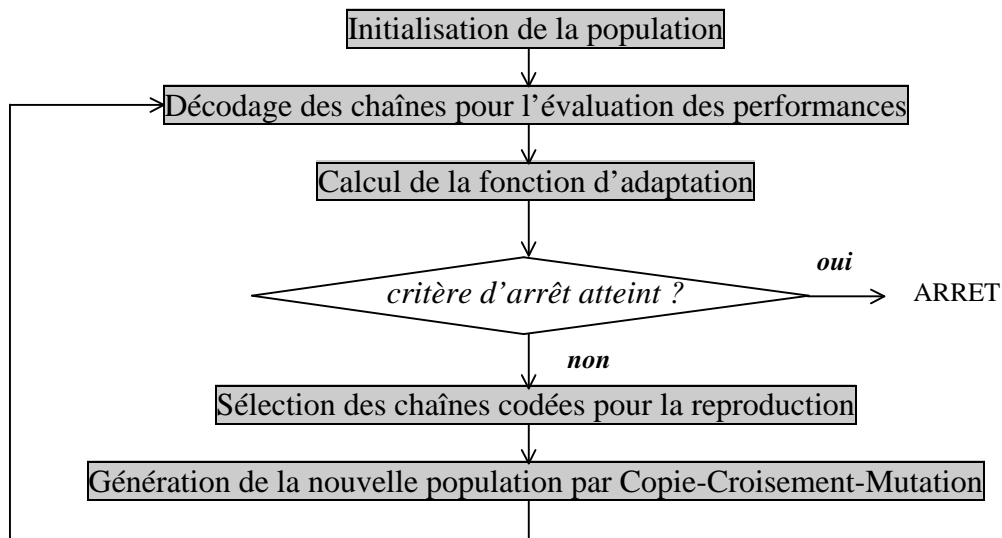 Initialisation de la population
Décodage des chaînes pour l’évaluation des performances
Calcul de la fonction d’adaptation
oui
critère d’arrêt atteint ?
ARRET
non
Sélection des chaînes codées pour la reproduction
Génération de la nouvelle population par Copie-Croisement-Mutation